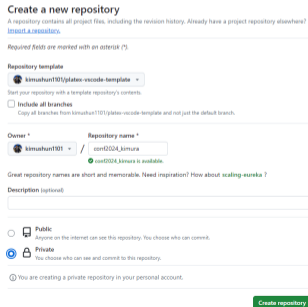 Create a new repository
A repository contains all project files, including the revision history. Already have a project repository elsewhere?
Import a repository.
Required fields are marked with an asterisk (*).
Repository template
kimushun1101/platex-vscode-template
Start your repository with a template repository's contents.
Include all branches
Copy all branches from kimushun1101/platex-vscode-template and not just the default branch.
Owner * Repository name *
kimushun1101 / conf2024_kimura
conf2024_kimura is available.
Great repository names are short and memorable. Need inspiration? How about scaling-eureka ?
Description (optional)
Public
Anyone on the internet can see this repository. You choose who can commit.
Private
You choose who can see and commit to this repository.
You are creating a private repository in your personal account.
Create repository